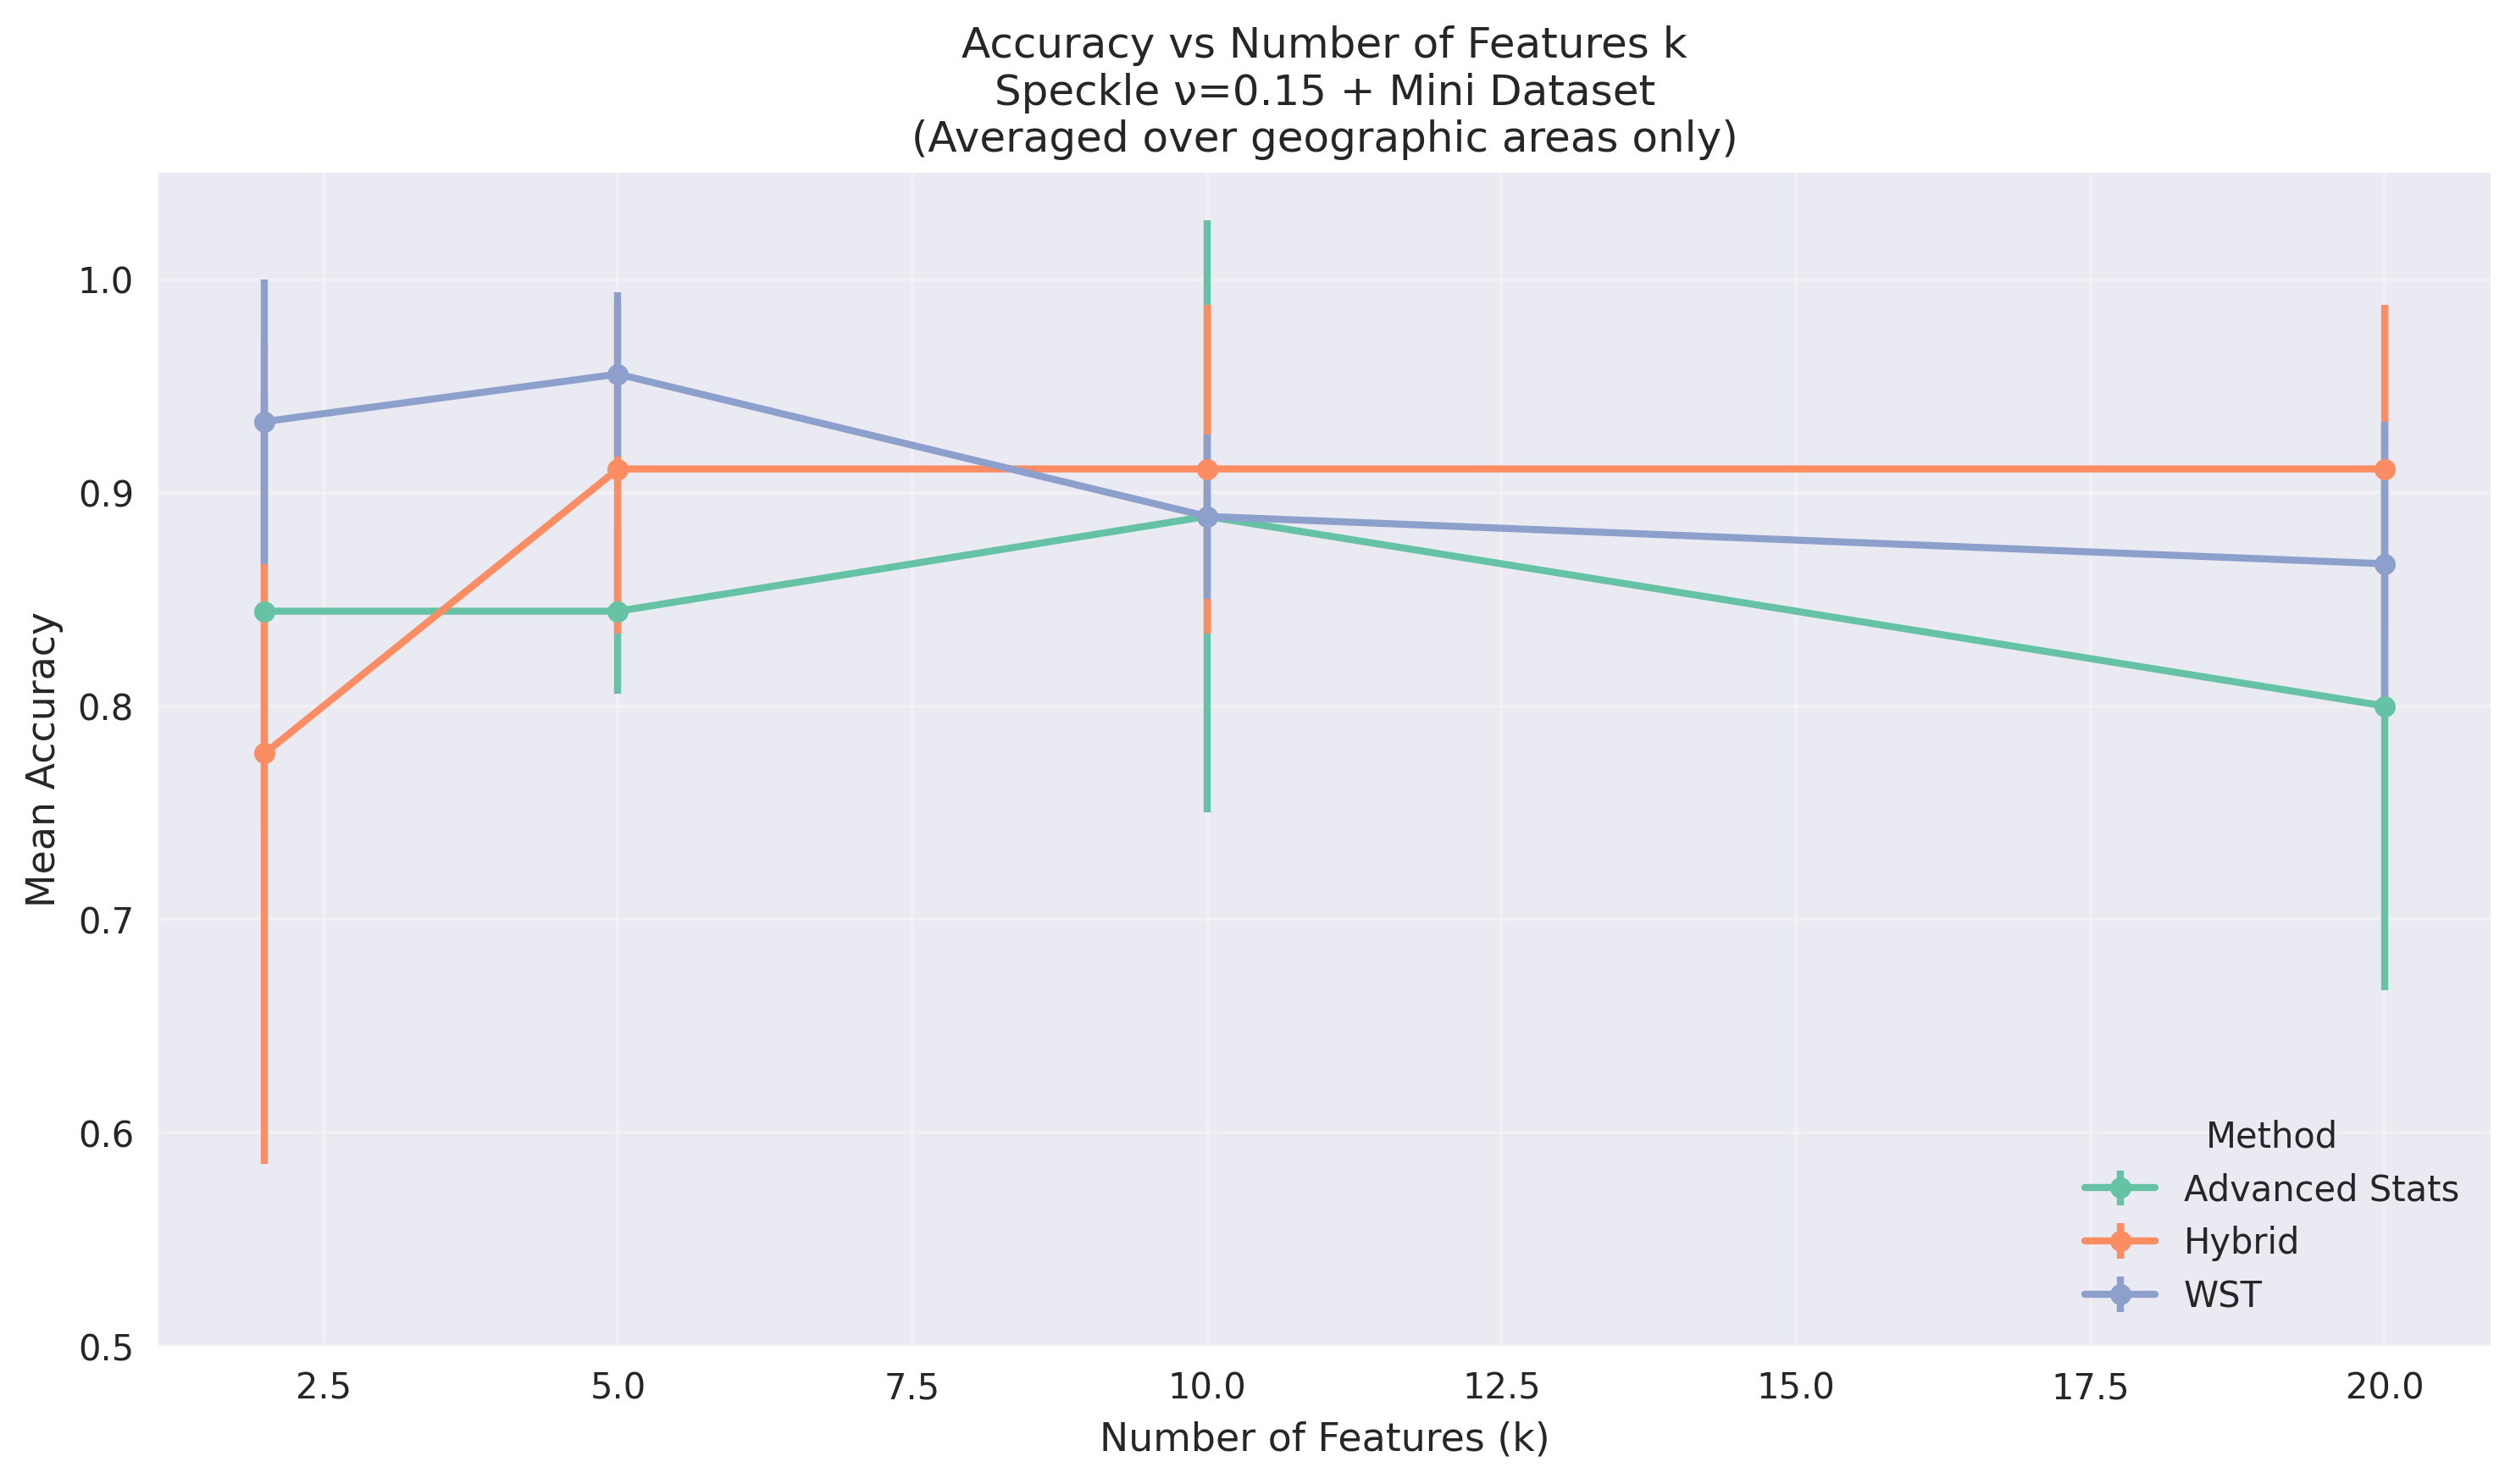 Accuracy vs Number of Features k
Speckle ν=0.15 + Mini Dataset
(Averaged over geographic areas only)
Mean Accuracy
1.0
0.9
0.8
0.7
0.6
0.5
Method
Advanced Stats
Hybrid
WST
2.5
5.0
7.5
10.0
12.5
15.0
17.5
20.0
Number of Features (k)